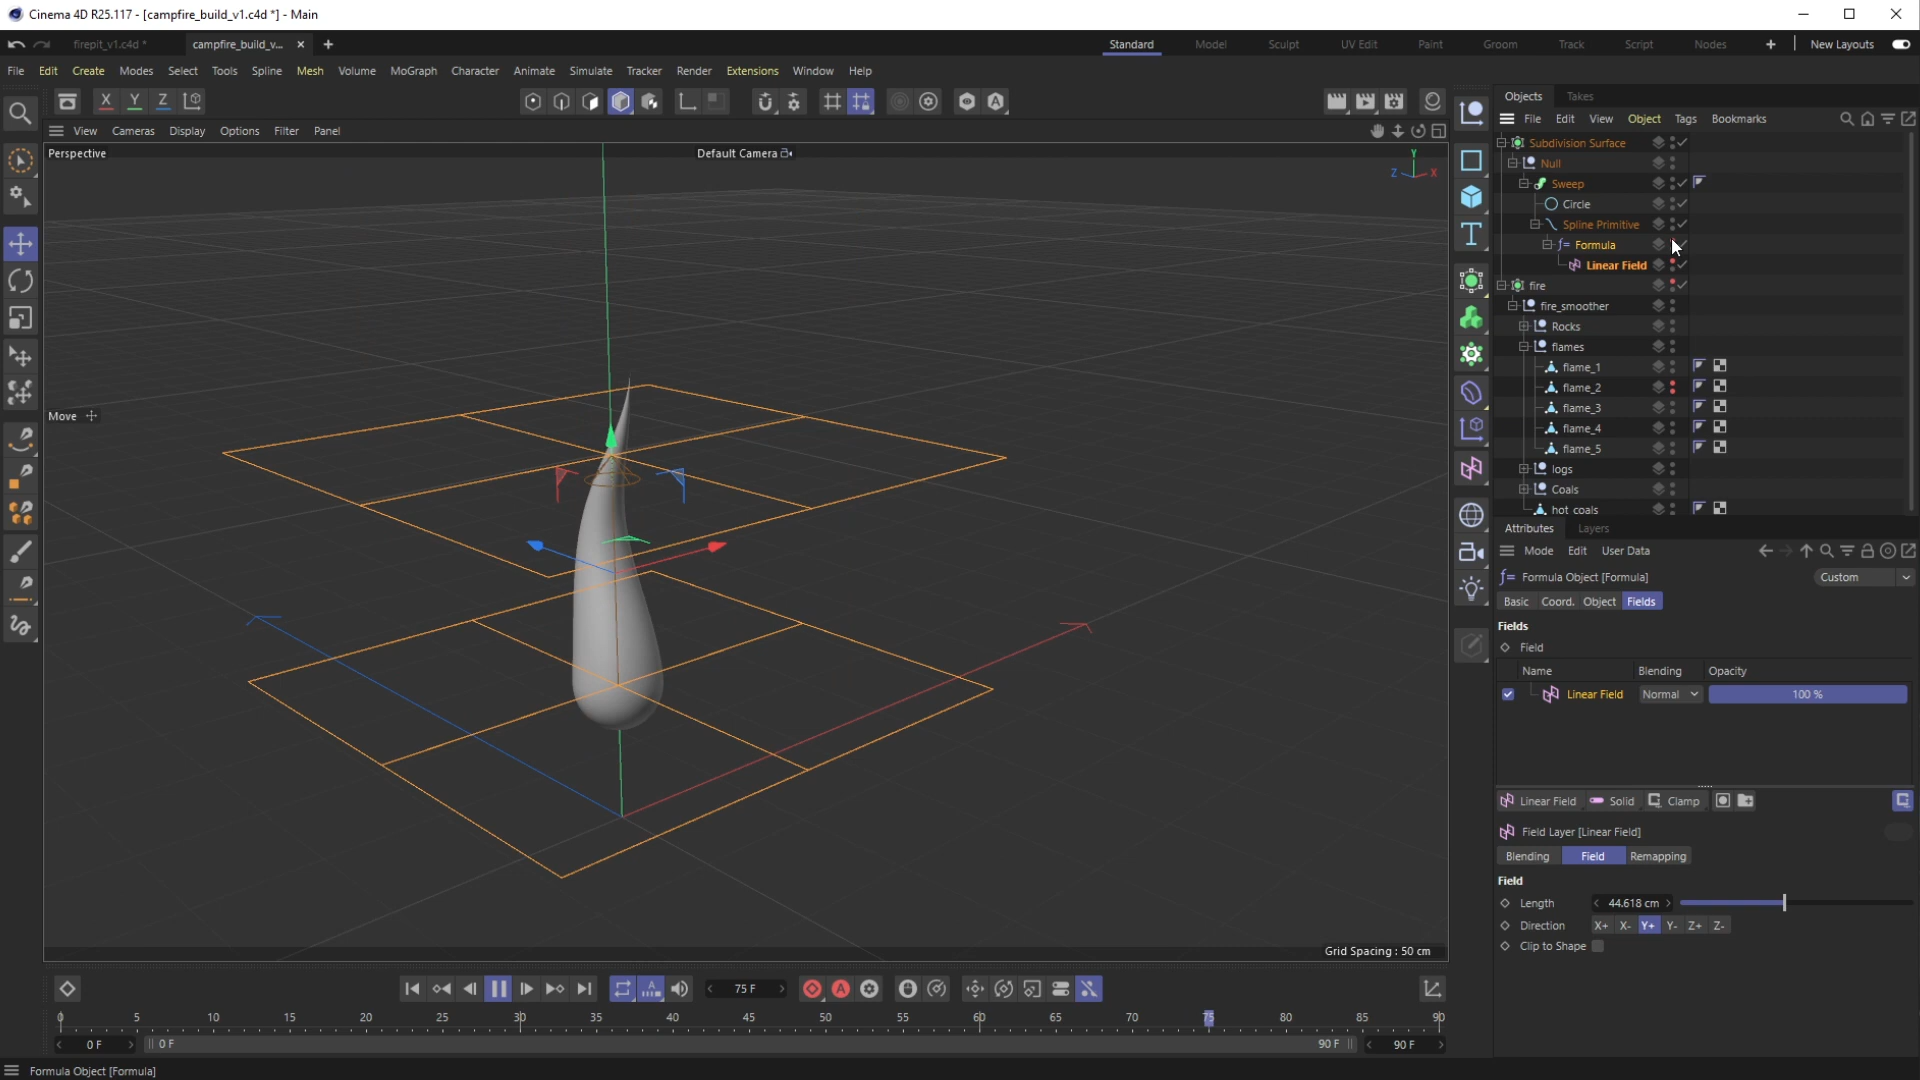 Cinema 4D R25.117 - [campfire_build_v1.c4d *] - Main
firepit_v1.c4d * campfire_build_v... Standard Model Sculpt UV Edit Paint Groom Track Script Nodes New Layouts
File Edit Create Modes Select Tools Spline Mesh Volume MoGraph Character Animate Simulate Tracker Render Extensions Window Help
X Y Z
View Cameras Display Options Filter Panel
Perspective
Default Camera
Y
Z X
Move
Grid Spacing : 50 cm
Objects Takes
File Edit View Object Tags Bookmarks
Subdivision Surface
Null
Sweep
Circle
Spline Primitive
Formula
Linear Field
fire
fire_smoother
Rocks
flames
flame_1
flame_2
flame_3
flame_4
flame_5
logs
Coals
hot coals
Attributes Layers
Mode Edit User Data
Formula Object [Formula] Custom
Basic Coord. Object Fields
Fields
Field
Name Blending Opacity
Linear Field Normal 100 %
Linear Field Solid Clamp
Field Layer [Linear Field]
Blending Field Remapping
Field
Length 44.618 cm
Direction X+ X- Y+ Y- Z+ Z-
Clip to Shape
75 F
0 5 10 15 20 25 30 35 40 45 50 55 60 65 70 75 80 85 90
0 F 0 F 90 F 90 F
Formula Object [Formula]